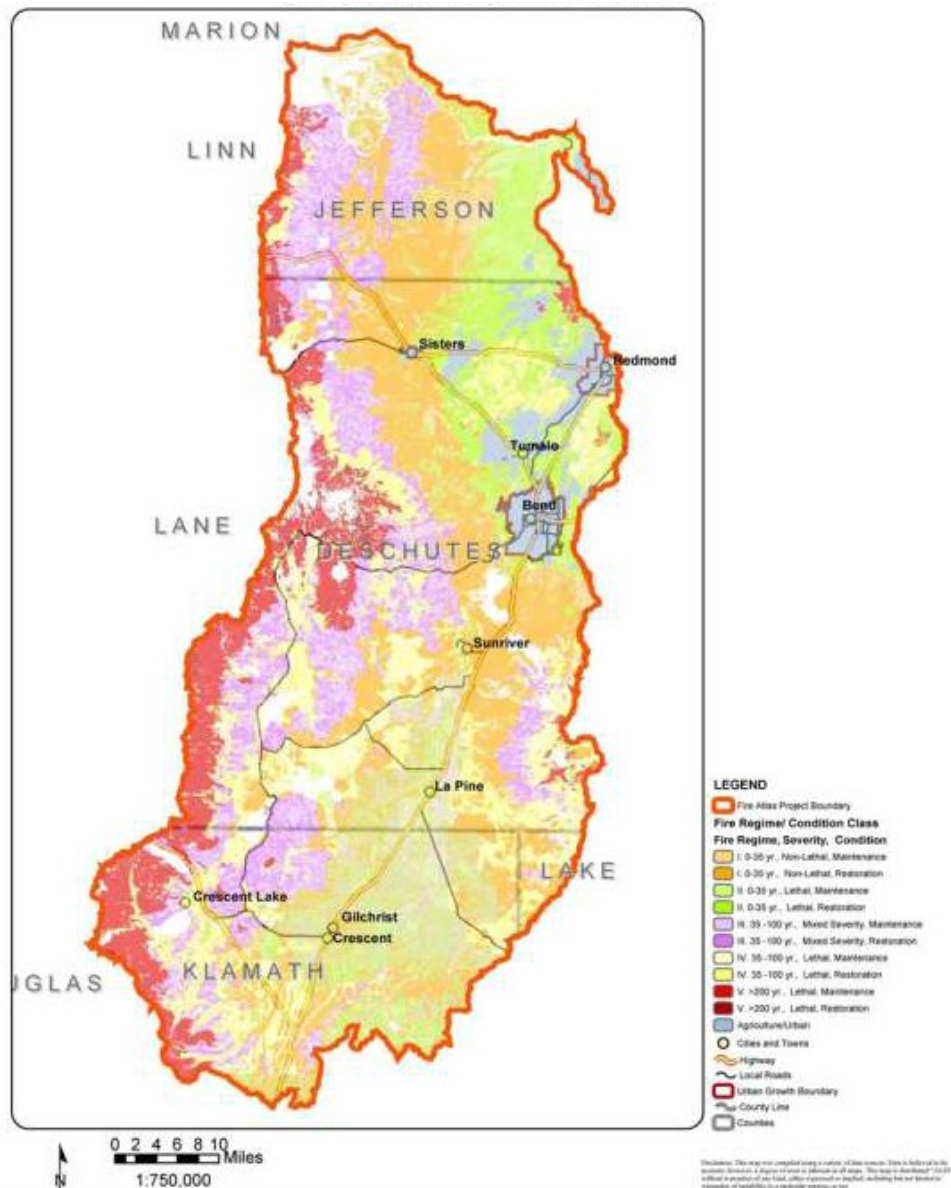 MARION
LINN
JEFFERSON
Sisters
Redmond
Tumalo
Bend
LANE
DESCHUTES
Sunriver
La Pine
LAKE
Crescent Lake
Gilchrist
Crescent
KLAMATH
UGLAS
LEGEND
Fire Atlas Project Boundary
Fire Regime/ Condition Class
Fire Regime, Severity, Condition
I. 0-35 yr., Non-Lethal, Maintenance
I. 0-35 yr., Non-Lethal, Restoration
II. 0-35 yr., Lethal, Maintenance
II. 0-35 yr., Lethal, Restoration
III. 35 -100 yr., Mixed Severity, Maintenance
III. 35 -100 yr., Mixed Severity, Restoration
IV. 35 -100 yr., Lethal, Maintenance
IV. 35 -100 yr., Lethal, Restoration
V. >200 yr., Lethal, Maintenance
V. >200 yr., Lethal, Restoration
Agriculture/Urban
Cities and Towns
Highway
Local Roads
Urban Growth Boundary
County Line
Counties
N
0 2 4 6 8 10
Miles
1:750,000